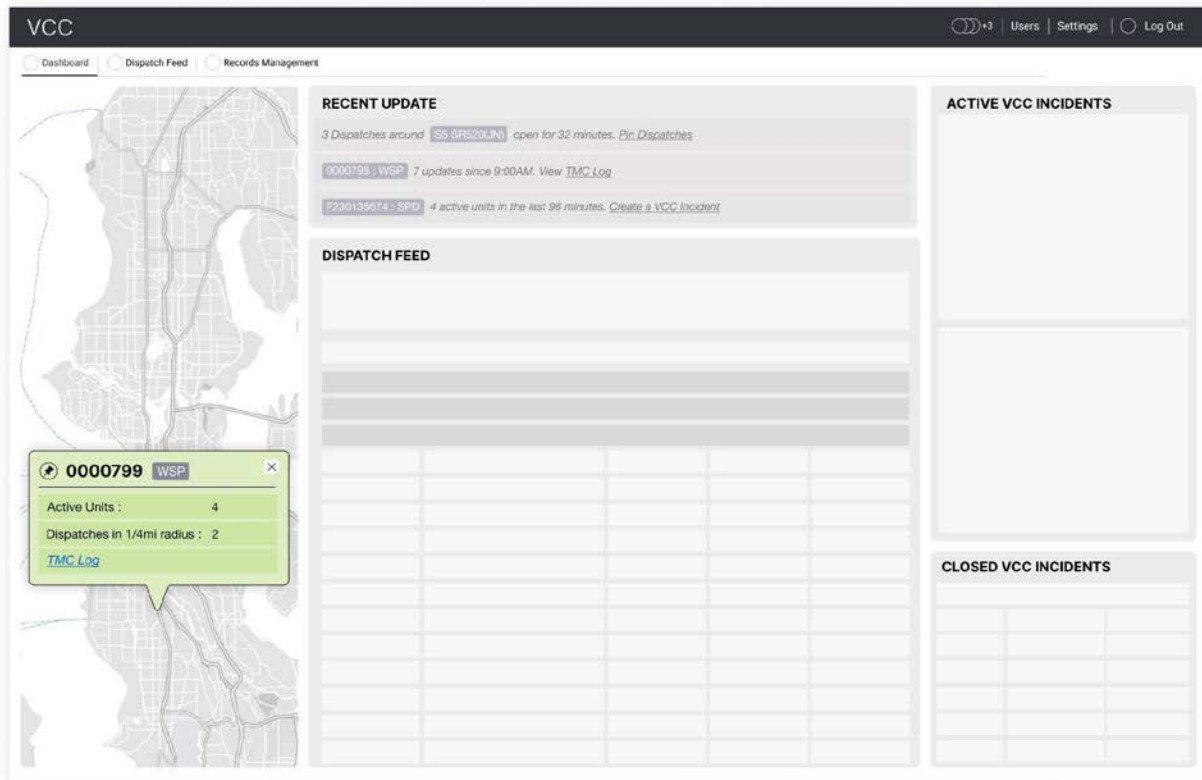 VCC
+3 | Users | Settings | Log Out
Dashboard Dispatch Feed Records Management
RECENT UPDATE
3 Dispatches around S5 SR520(JN) open for 32 minutes. Pin Dispatches
0000799 : WSP 7 updates since 9:00AM. View TMC Log
F230135674 : SPD 4 active units in the last 96 minutes. Create a VCC Incident
DISPATCH FEED
ACTIVE VCC INCIDENTS
CLOSED VCC INCIDENTS
0000799 WSP
Active Units : 4
Dispatches in 1/4mi radius : 2
TMC Log